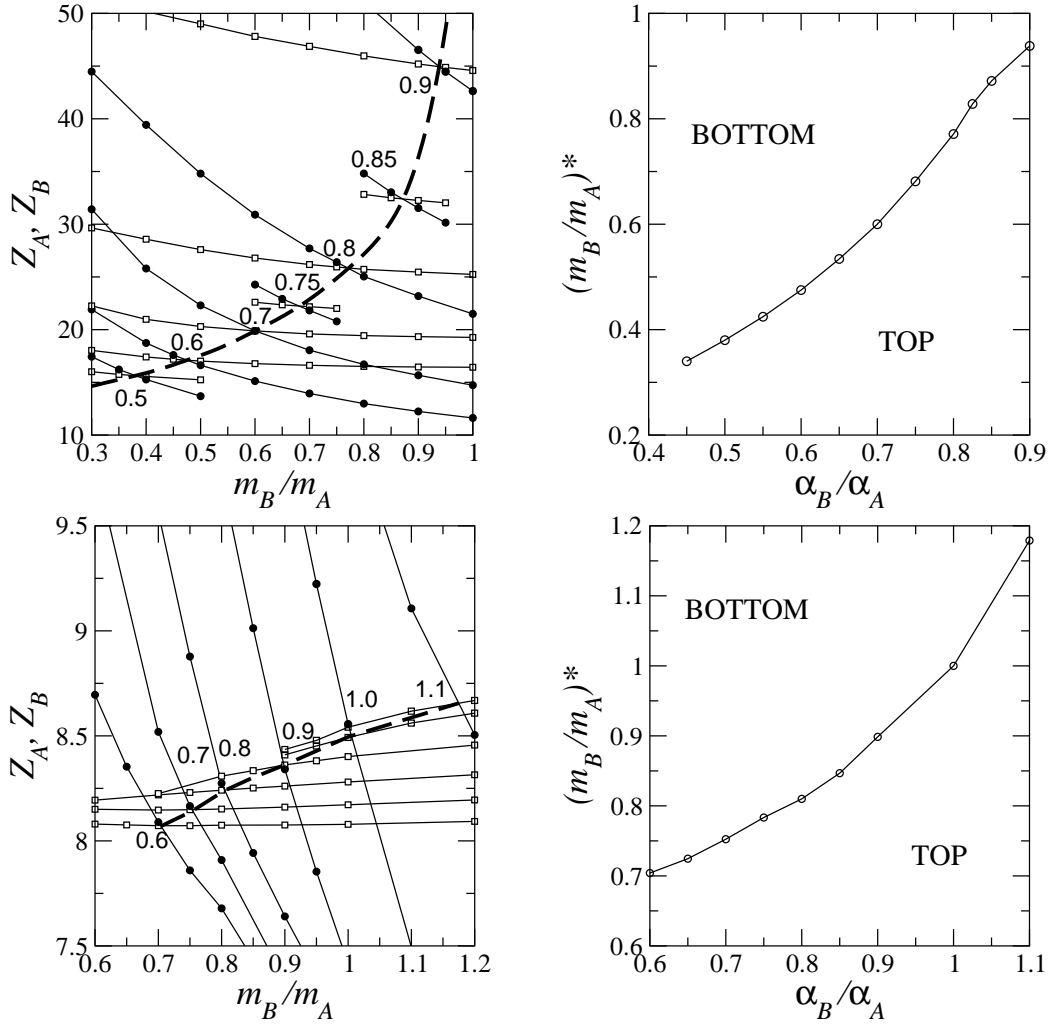 50
40
30
20
10
Z_A, Z_B
0.9
0.85
0.8
0.75
0.7
0.6
0.5
0.3 0.4 0.5 0.6 0.7 0.8 0.9 1
m_B/m_A
1
0.8
0.6
0.4
0.2
(m_B/m_A)*
BOTTOM
TOP
0.4 0.5 0.6 0.7 0.8 0.9
α_B/α_A
9.5
9
8.5
8
7.5
Z_A, Z_B
1.1
1.0
0.9
0.8
0.7
0.6
0.6 0.7 0.8 0.9 1 1.1 1.2
m_B/m_A
1.2
1.1
1
0.9
0.8
0.7
0.6
(m_B/m_A)*
BOTTOM
TOP
0.6 0.7 0.8 0.9 1 1.1
α_B/α_A